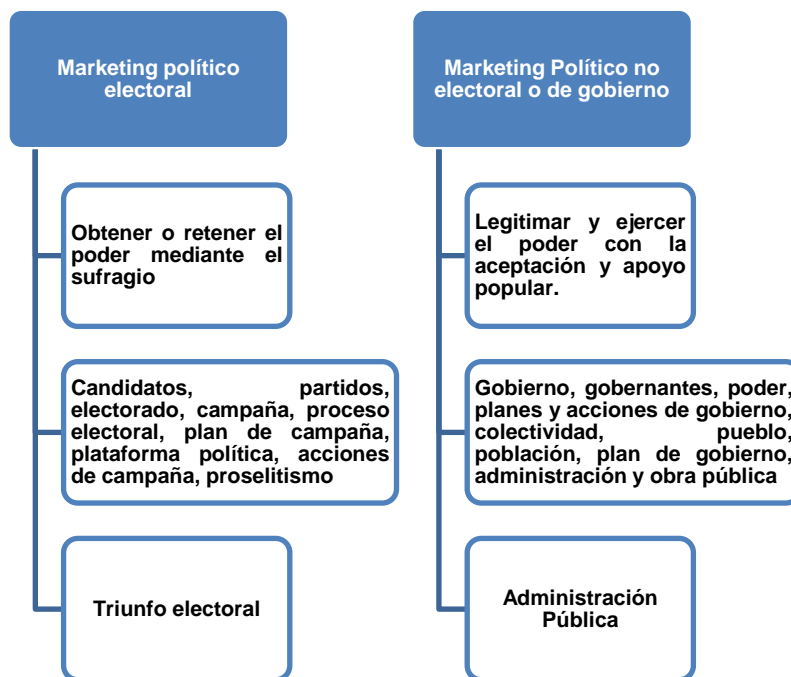 Marketing político
electoral
Obtener o retener el
poder mediante el
sufragio
Candidatos, partidos,
electorado, campaña, proceso
electoral, plan de campaña,
plataforma política, acciones
de campaña, proselitismo
Triunfo electoral
Marketing Político no
electoral o de gobierno
Legitimar y ejercer
el poder con la
aceptación y apoyo
popular.
Gobierno, gobernantes, poder,
planes y acciones de gobierno,
colectividad, pueblo,
población, plan de gobierno,
administración y obra pública
Administración
Pública